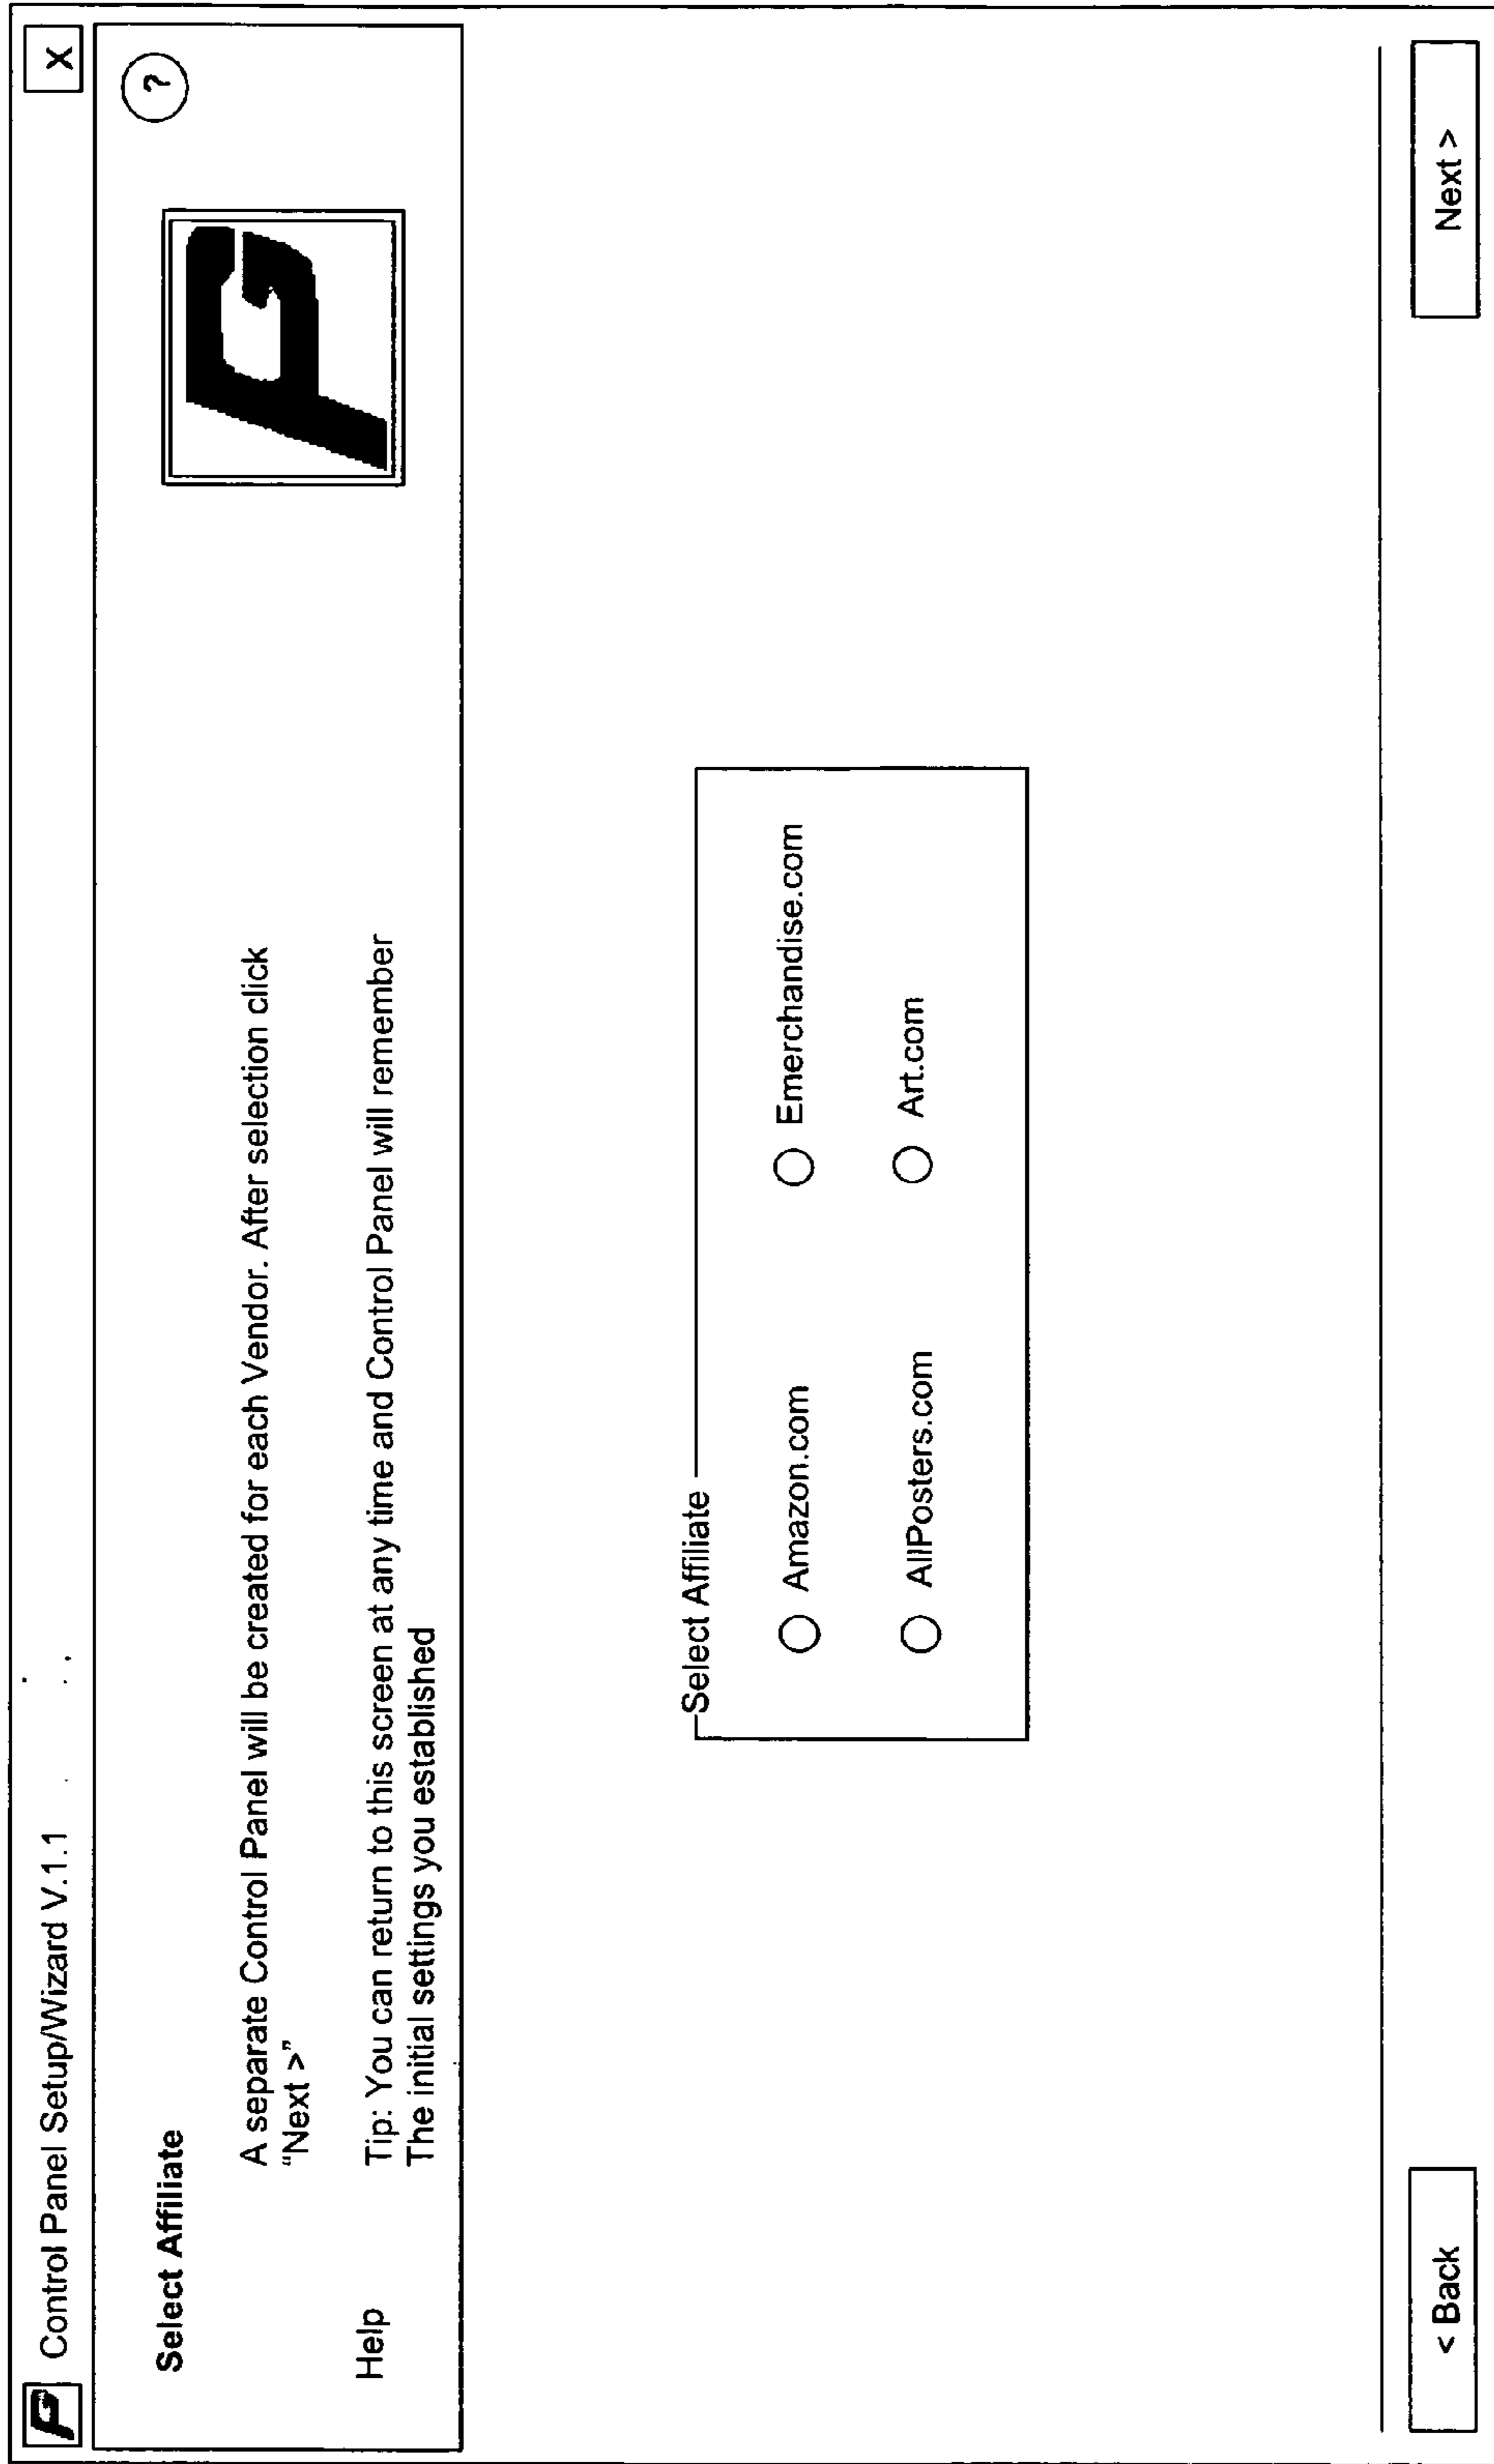 Control Panel Setup/Wizard V.1.1
X
?
Select Affiliate
A separate Control Panel will be created for each Vendor. After selection click
“Next >”
Help
Tip: You can return to this screen at any time and Control Panel will remember
The initial settings you established
Select Affiliate
Amazon.com
Emerchandise.com
AllPosters.com
Art.com
< Back
Next >